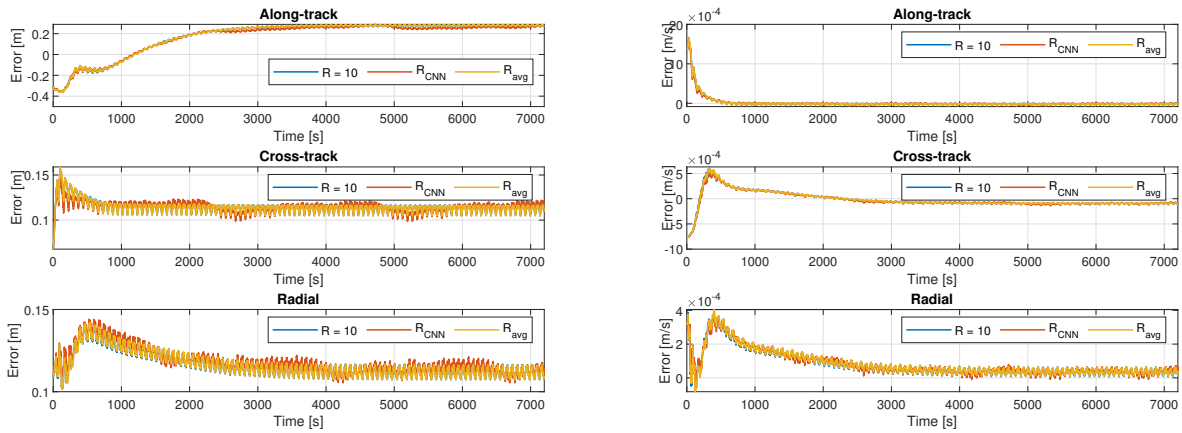 Along-track
Error [m]
0.2
0
-0.2
-0.4
R = 10 R_CNN R_avg
0 1000 2000 3000 4000 5000 6000 7000
Time [s]
Cross-track
Error [m]
0.15
0.1
R = 10 R_CNN R_avg
0 1000 2000 3000 4000 5000 6000 7000
Time [s]
Radial
Error [m]
0.15
0.1
R = 10 R_CNN R_avg
0 1000 2000 3000 4000 5000 6000 7000
Time [s]
Along-track
×10⁻⁴
Error [m/s]
20
10
0
R = 10 R_CNN R_avg
0 1000 2000 3000 4000 5000 6000 7000
Time [s]
Cross-track
×10⁻⁴
Error [m/s]
5
0
-5
-10
R = 10 R_CNN R_avg
0 1000 2000 3000 4000 5000 6000 7000
Time [s]
Radial
×10⁻⁴
Error [m/s]
4
2
0
R = 10 R_CNN R_avg
0 1000 2000 3000 4000 5000 6000 7000
Time [s]